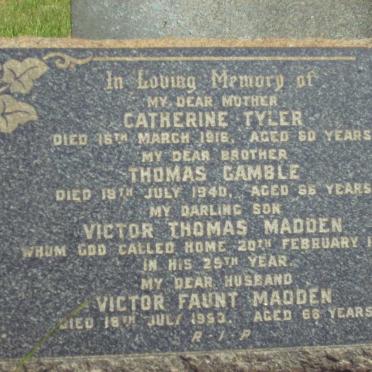 In Loving Memory of
MY DEAR MOTHER
CATHERINE TYLER
DIED 16TH MARCH 1916, AGED 60 YEARS
MY DEAR BROTHER
THOMAS GAMBLE
DIED 18TH JULY 1940, AGED 66 YEARS
MY DARLING SON
VICTOR THOMAS MADDEN
WHOM GOD CALLED HOME 20TH FEBRUARY
IN HIS 25TH YEAR.
MY DEAR HUSBAND
VICTOR FAUNT MADDEN
DIED 18TH JULY 1953. AGED 66 YEARS
R-I-P